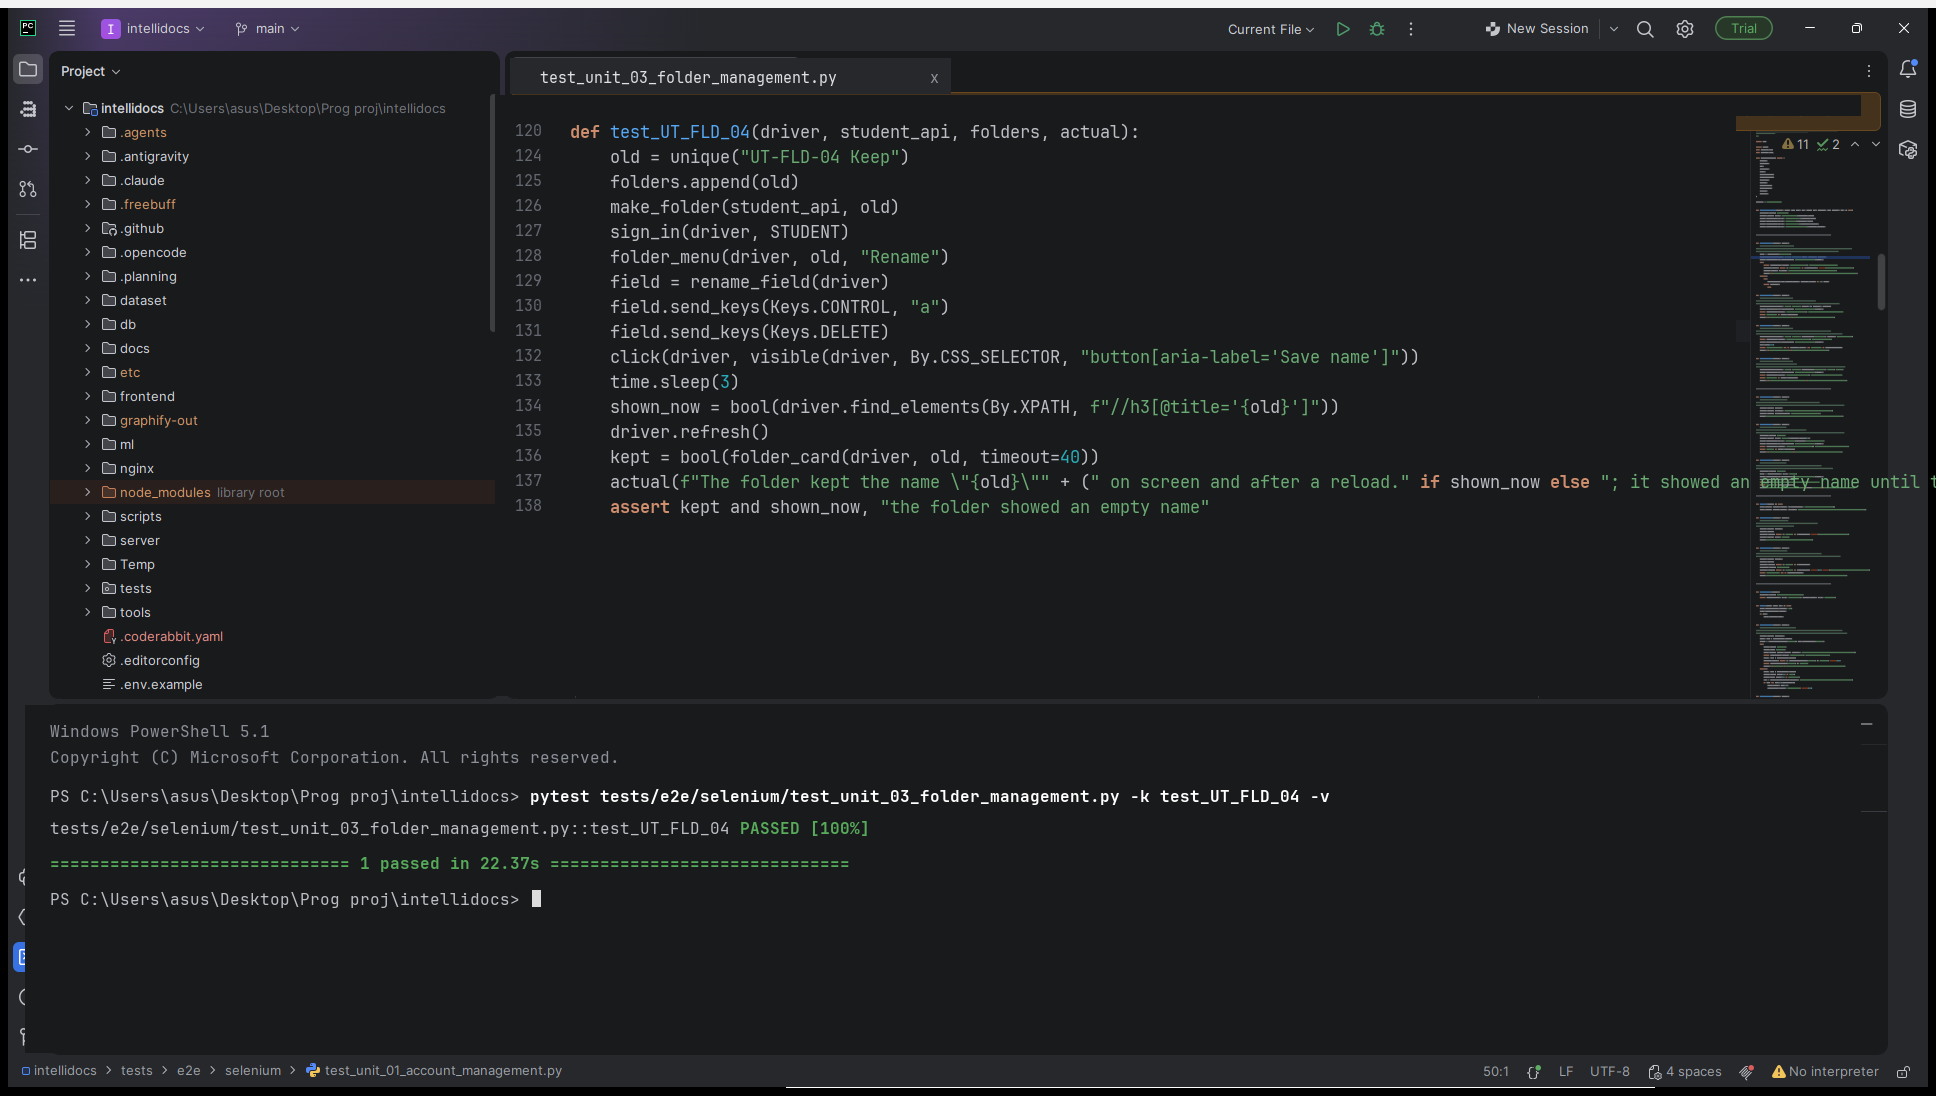 PC
I intellidocs
main
Current File
New Session
Trial
Project
intellidocs C:\Users\asus\Desktop\Prog proj\intellidocs
.agents
.antigravity
.claude
.freebuff
.github
.opencode
.planning
dataset
db
docs
etc
frontend
graphify-out
ml
nginx
node_modules library root
scripts
server
Temp
tests
tools
.coderabbit.yaml
.editorconfig
.env.example
test_unit_03_folder_management.py x
11 2
120 def test_UT_FLD_04(driver, student_api, folders, actual):
124 old = unique("UT-FLD-04 Keep")
125 folders.append(old)
126 make_folder(student_api, old)
127 sign_in(driver, STUDENT)
128 folder_menu(driver, old, "Rename")
129 field = rename_field(driver)
130 field.send_keys(Keys.CONTROL, "a")
131 field.send_keys(Keys.DELETE)
132 click(driver, visible(driver, By.CSS_SELECTOR, "button[aria-label='Save name']"))
133 time.sleep(3)
134 shown_now = bool(driver.find_elements(By.XPATH, f"//h3[@title='{old}']"))
135 driver.refresh()
136 kept = bool(folder_card(driver, old, timeout=40))
137 actual(f"The folder kept the name \"{old}\"" + (" on screen and after a reload." if shown_now else "; it showed an empty name until
138 assert kept and shown_now, "the folder showed an empty name"
Windows PowerShell 5.1
Copyright (C) Microsoft Corporation. All rights reserved.
PS C:\Users\asus\Desktop\Prog proj\intellidocs> pytest tests/e2e/selenium/test_unit_03_folder_management.py -k test_UT_FLD_04 -v
tests/e2e/selenium/test_unit_03_folder_management.py::test_UT_FLD_04 PASSED [100%]
============================== 1 passed in 22.37s ==============================
PS C:\Users\asus\Desktop\Prog proj\intellidocs>
intellidocs > tests > e2e > selenium > test_unit_01_account_management.py
50:1 LF UTF-8 4 spaces No interpreter